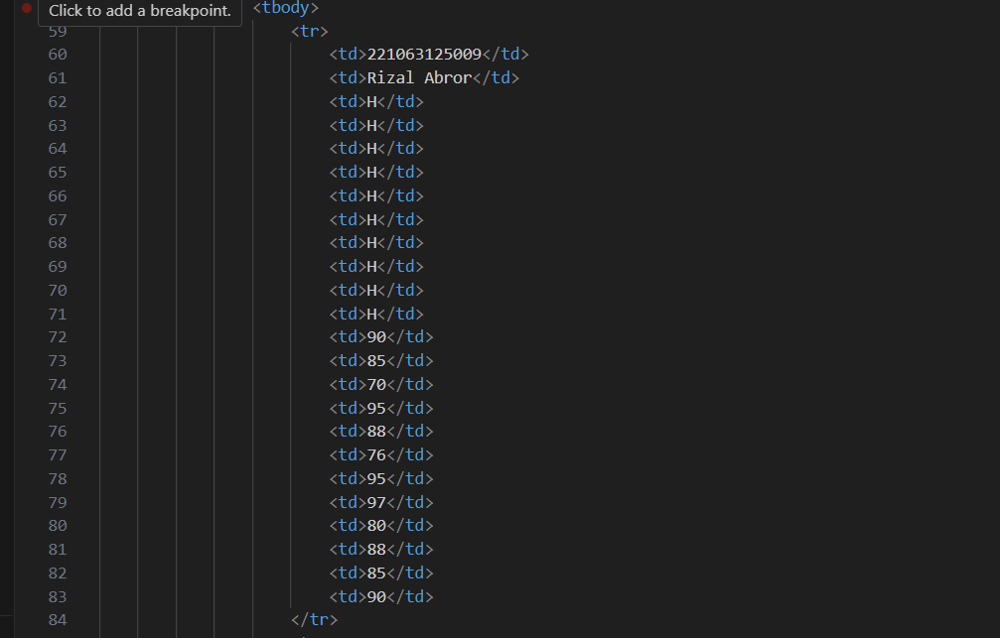 Click to add a breakpoint. <tbody>
59 <tr>
60 <td>221063125009</td>
61 <td>Rizal Abror</td>
62 <td>H</td>
63 <td>H</td>
64 <td>H</td>
65 <td>H</td>
66 <td>H</td>
67 <td>H</td>
68 <td>H</td>
69 <td>H</td>
70 <td>H</td>
71 <td>H</td>
72 <td>90</td>
73 <td>85</td>
74 <td>70</td>
75 <td>95</td>
76 <td>88</td>
77 <td>76</td>
78 <td>95</td>
79 <td>97</td>
80 <td>80</td>
81 <td>88</td>
82 <td>85</td>
83 <td>90</td>
84 </tr>